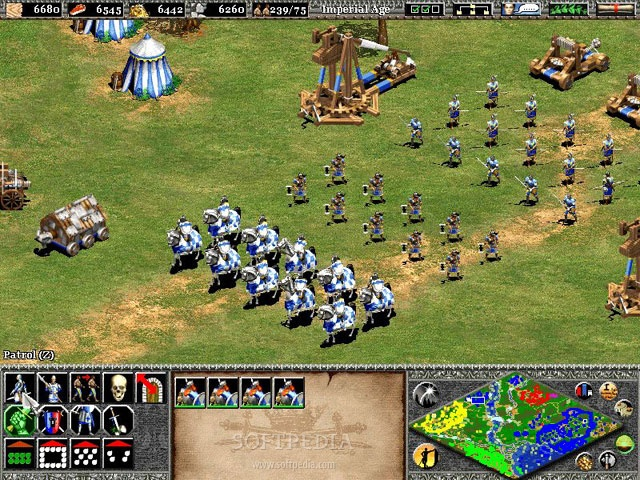 6680 6545 6442 6260 239/75 Imperial Age
Patrol (Z)
SOFTPEDIA
www.softpedia.com